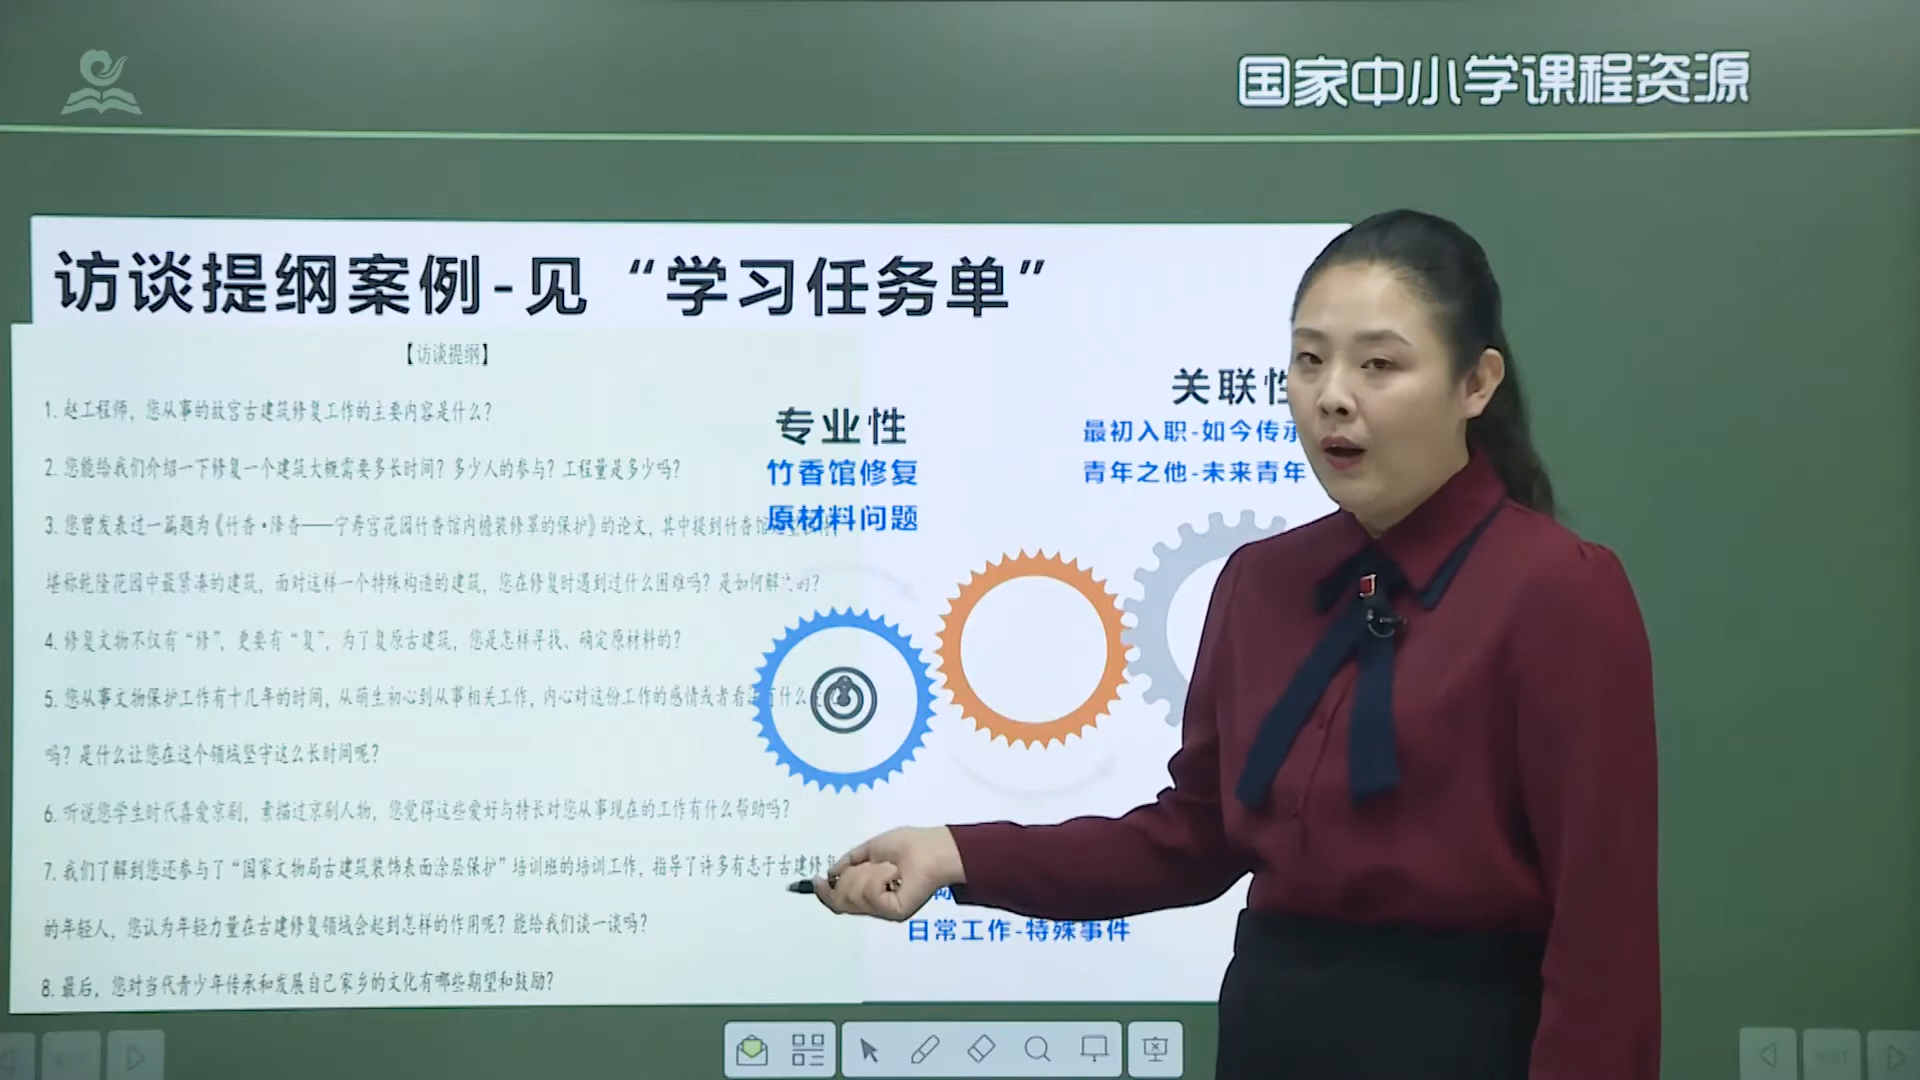 国家中小学课程资源
访谈提纲案例-见“学习任务单”
【访谈提纲】
1. 赵工程师，您从事的故宫古建筑修复工作的主要内容是什么？
2. 您能给我们介绍一下修复一个建筑大概需要多长时间？多少人的参与？工程量是多少吗？
3. 您曾发表过一篇题为《竹香·降香——宁寿宫花园竹香馆内檐装修罩的保护》的论文，其中提到竹香馆
堪称乾隆花园中最紧凑的建筑，面对这样一个特殊构造的建筑，您在修复时遇到过什么困难吗？是如何解决的？
4. 修复文物不仅有“修”，更要有“复”，为了复原古建筑，您是怎样寻找、确定原材料的？
5. 您从事文物保护工作有十几年的时间，从萌生初心到从事相关工作，内心对这份工作的感情或者看法有什么
吗？是什么让您在这个领域坚守这么长时间呢？
6. 听说您学生时代喜爱京剧，素描过京剧人物，您觉得这些爱好与特长对您从事现在的工作有什么帮助吗？
7. 我们了解到您还参与了“国家文物局古建筑装饰表面涂层保护”培训班的培训工作，指导了许多有志于古建修复
的年轻人，您认为年轻力量在古建修复领域会起到怎样的作用呢？能给我们谈一谈吗？
8. 最后，您对当代青少年传承和发展自己家乡的文化有哪些期望和鼓励？
专业性
竹香馆修复
原材料问题
关联性
最初入职-如今传承
青年之他-未来青年
日常工作-特殊事件